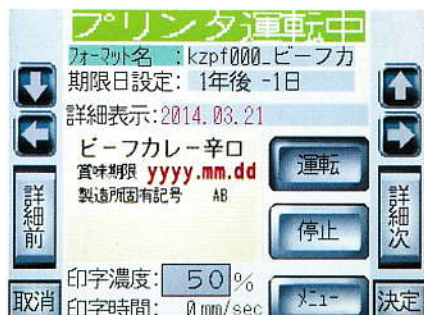 プリンタ運転中
フォーマット名 :kzpf000_ビーフカ
期限日設定: 1年後 -1日
詳細表示:2014.03.21
ビーフカレー辛口
賞味期限 yyyy.mm.dd
製造所固有記号 AB
運転
停止
詳細前
詳細次
印字濃度: 50%
印字時間: 0mm/sec
メニュー
取消
決定